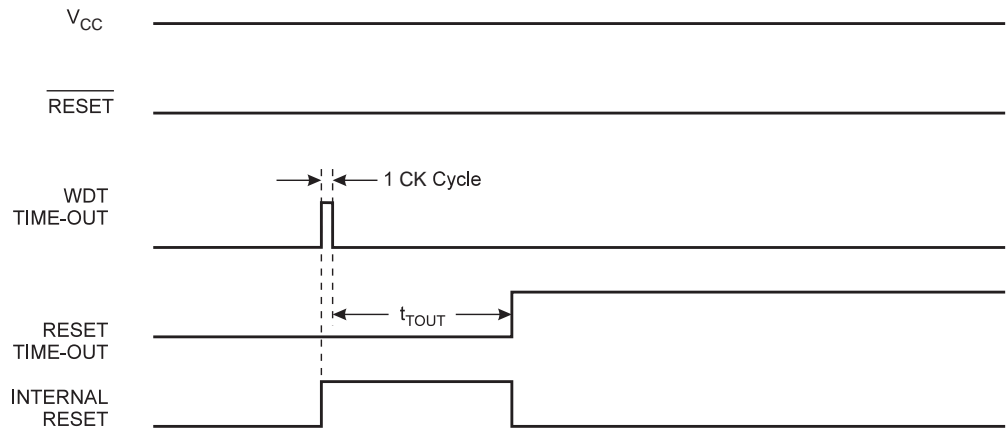 VCC
RESET
1 CK Cycle
WDT
TIME-OUT
tTOUT
RESET
TIME-OUT
INTERNAL
RESET